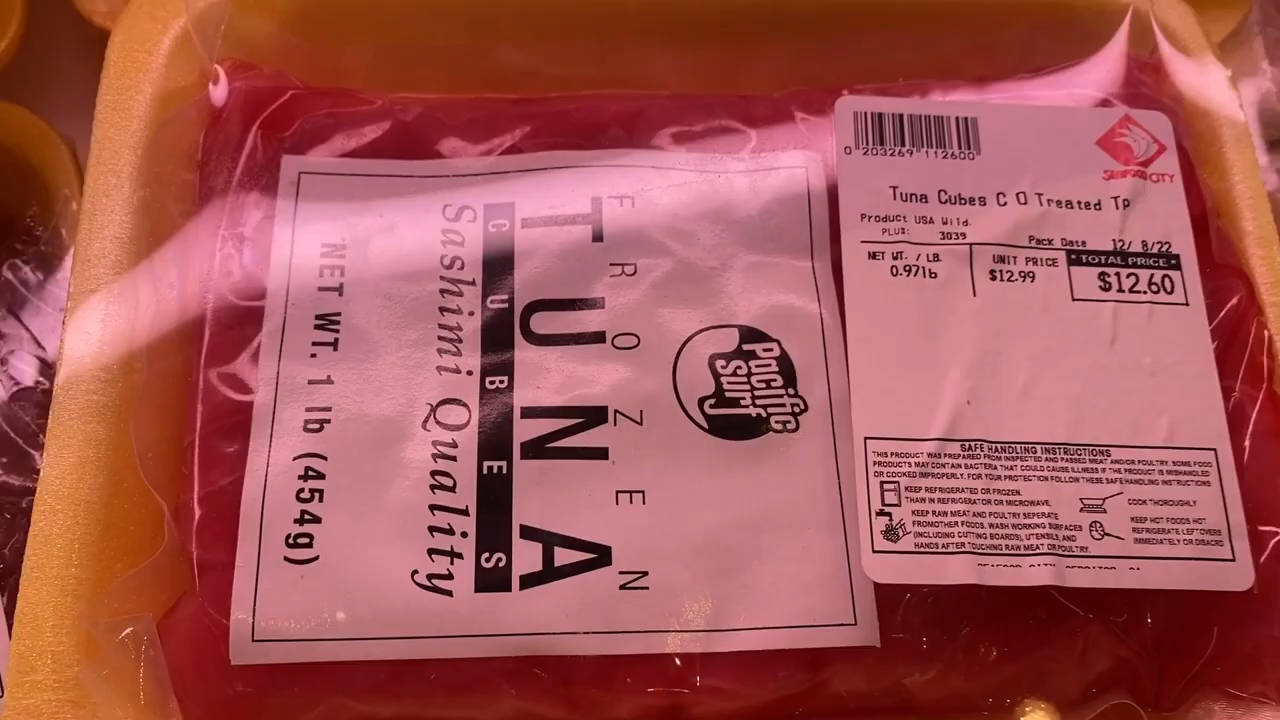 Pacific
Surf
FROZEN
TUNA
CUBES
Sashimi Quality
NET WT. 1 lb (454g)
0 203269 112600
SEAFOOD CITY
Tuna Cubes C O Treated Tp
Product USA Wild.
PLU#: 3039
Pack Date 12/ 8/22
NET WT. / LB. UNIT PRICE * TOTAL PRICE *
0.97lb $12.99 $12.60
SAFE HANDLING INSTRUCTIONS
THIS PRODUCT WAS PREPARED FROM INSPECTED AND PASSED MEAT AND/OR POULTRY. SOME FOOD
PRODUCTS MAY CONTAIN BACTERIA THAT COULD CAUSE ILLNESS IF THE PRODUCT IS MISHANDLED
OR COOKED IMPROPERLY. FOR YOUR PROTECTION FOLLOW THESE SAFE HANDLING INSTRUCTIONS
KEEP REFRIGERATED OR FROZEN.
THAW IN REFRIGERATOR OR MICROWAVE.
COOK THOROUGHLY
KEEP RAW MEAT AND POULTRY SEPERATE
FROMOTHER FOODS. WASH WORKING SURFACES
(INCLUDING CUTTING BOARDS), UTENSILS, AND
HANDS AFTER TOUCHING RAW MEAT OR POULTRY.
KEEP HOT FOODS HOT
REFRIGERATE LEFTOVERS
IMMEDIATELY OR DISACRD